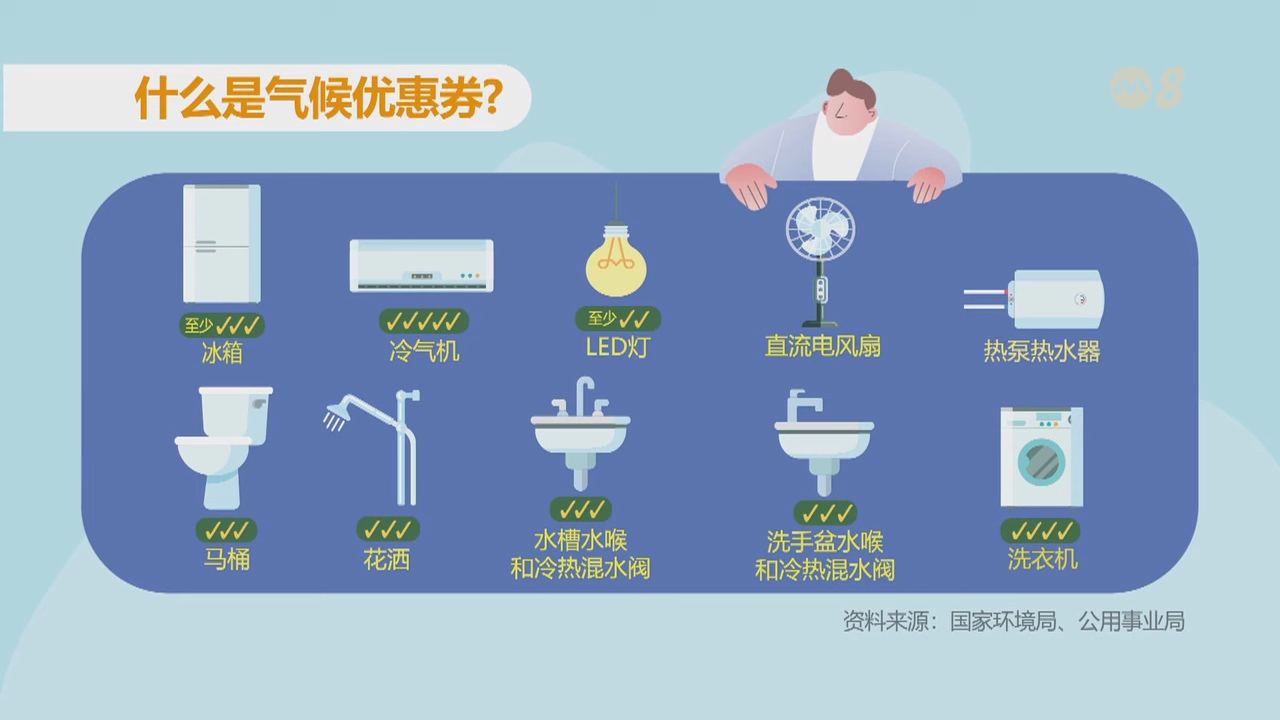 什么是气候优惠券?
8
至少✓✓✓
冰箱
✓✓✓✓✓
冷气机
至少✓✓
LED灯
直流电风扇
热泵热水器
✓✓✓
马桶
✓✓✓
花洒
✓✓✓
水槽水喉
和冷热混水阀
✓✓✓
洗手盆水喉
和冷热混水阀
✓✓✓✓
洗衣机
资料来源：国家环境局、公用事业局